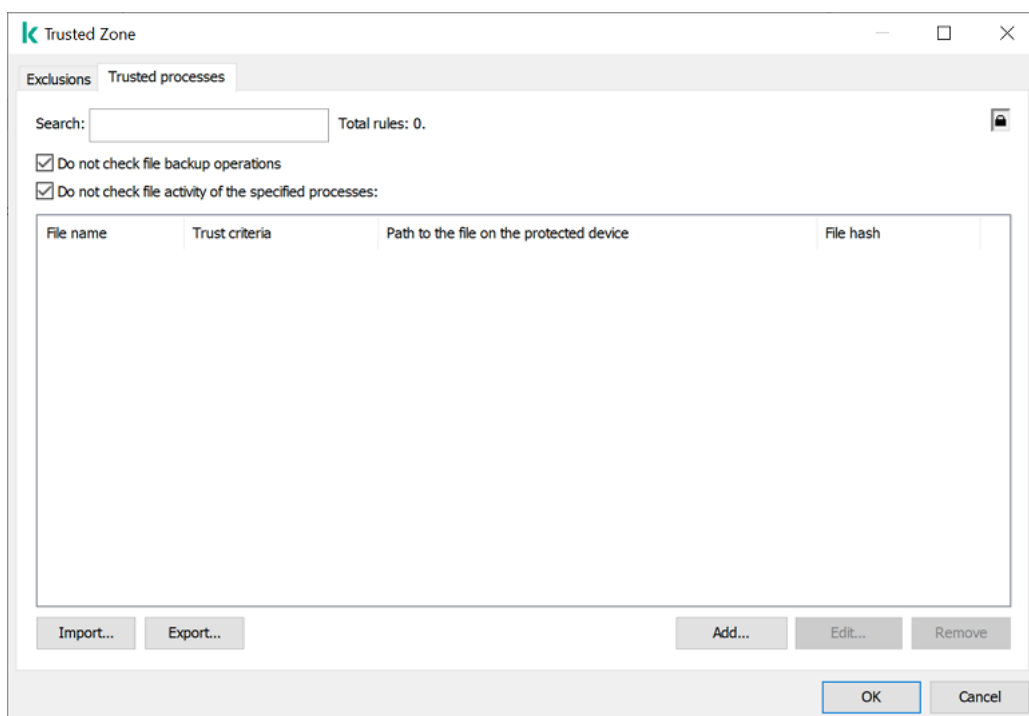 Trusted Zone
Exclusions Trusted processes
Search: Total rules: 0.
Do not check file backup operations
Do not check file activity of the specified processes:
File name Trust criteria Path to the file on the protected device File hash
Import... Export... Add... Edit... Remove
OK Cancel